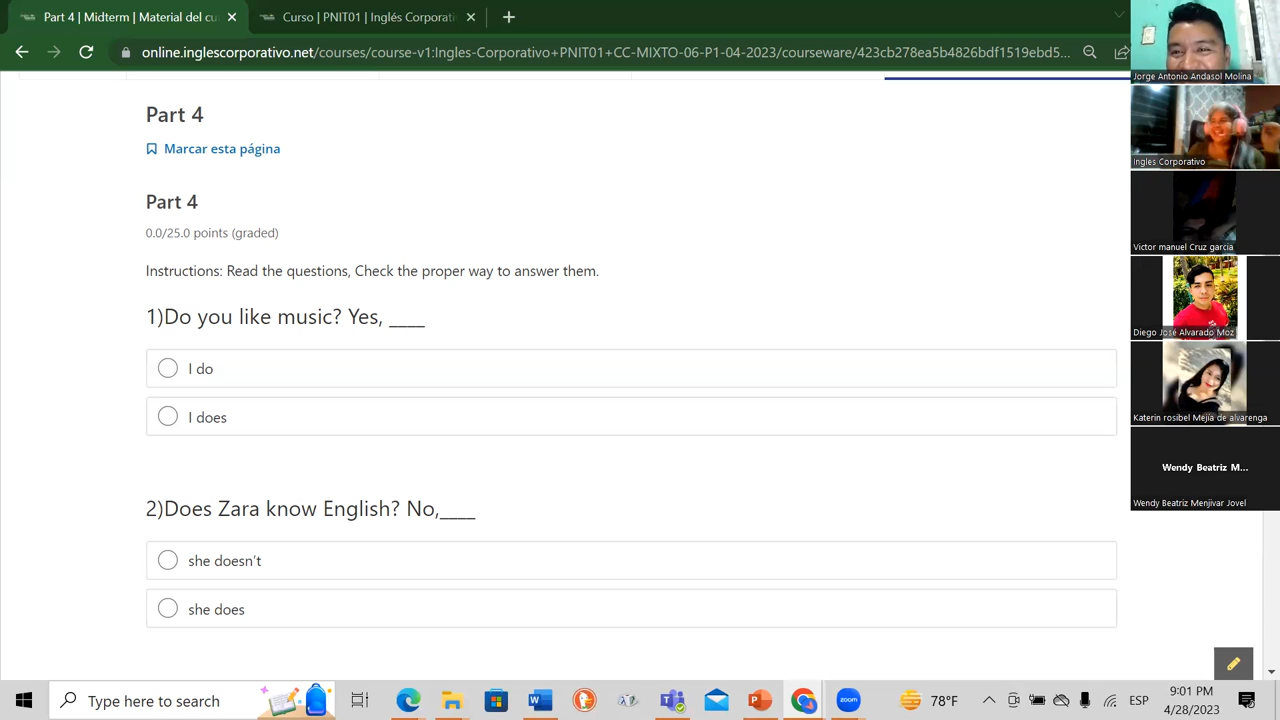 Part 4 | Midterm | Material del cu
Curso | PNIT01 | Inglés Corporati
online.inglescorporativo.net/courses/course-v1:Ingles-Corporativo+PNIT01+CC-MIXTO-06-P1-04-2023/courseware/423cb278ea5b4826bdf1519ebd5...
Part 4
Marcar esta página
Part 4
0.0/25.0 points (graded)
Instructions: Read the questions, Check the proper way to answer them.
1)Do you like music? Yes, ____
I do
I does
2)Does Zara know English? No,____
she doesn't
she does
Jorge Antonio Andasol Molina
Ingles Corporativo
Victor manuel Cruz garcia
Diego José Alvarado Moz
Katerin rosibel Mejia de alvarenga
Wendy Beatriz M...
Wendy Beatriz Menjivar Jovel
Type here to search
zoom
78°F
ESP
9:01 PM
4/28/2023